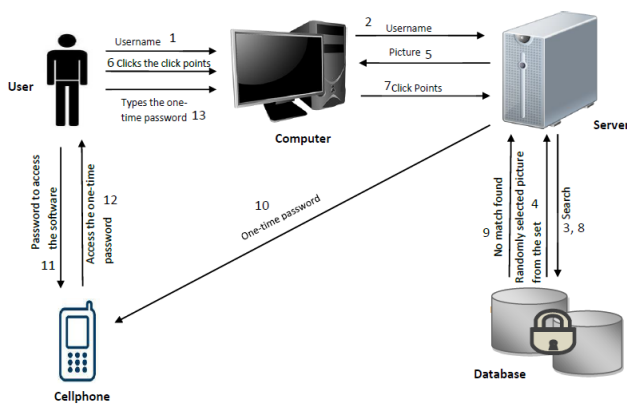 Username 1
6 Clicks the click points
Types the one-
time password 13
User
2 Username
Picture 5
7 Click Points
Computer
Server
Password to access
the software
11
12
Access the one-time
password
10
One-time password
9
No match found
Randomly selected picture
from the set
4
Search
3, 8
Cellphone
Database